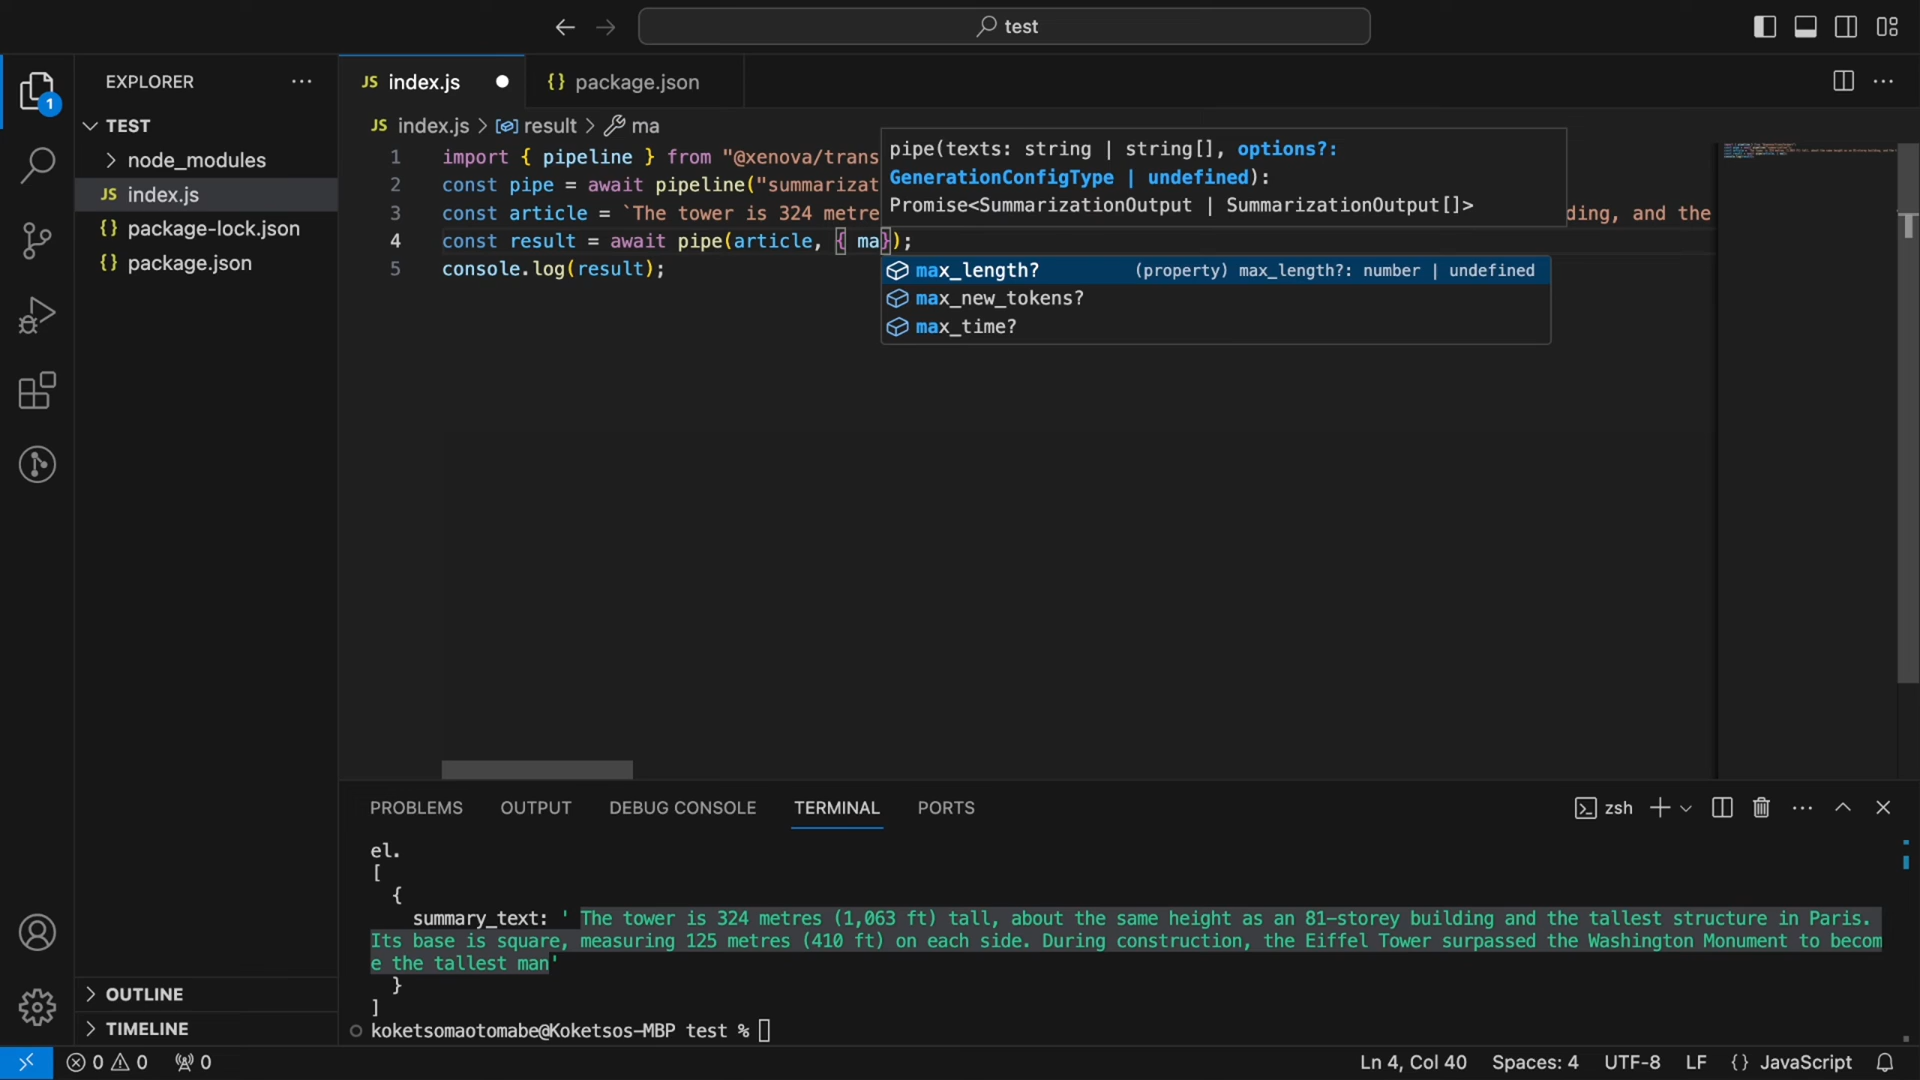 test
EXPLORER
JS index.js
{} package.json
TEST
JS index.js > result > ma
node_modules
JS index.js
{} package-lock.json
{} package.json
1 import { pipeline } from "@xenova/trans
2 const pipe = await pipeline("summarizat
3 const article = `The tower is 324 metre ding, and the
4 const result = await pipe(article, { ma});
5 console.log(result);
pipe(texts: string | string[], options?:
GenerationConfigType | undefined):
Promise<SummarizationOutput | SummarizationOutput[]>
max_length? (property) max_length?: number | undefined
max_new_tokens?
max_time?
PROBLEMS OUTPUT DEBUG CONSOLE TERMINAL PORTS
zsh
el.
[
{
summary_text: ' The tower is 324 metres (1,063 ft) tall, about the same height as an 81-storey building and the tallest structure in Paris.
Its base is square, measuring 125 metres (410 ft) on each side. During construction, the Eiffel Tower surpassed the Washington Monument to becom
e the tallest man'
}
]
koketsomaotomabe@Koketsos-MBP test %
OUTLINE
TIMELINE
1
0 0 0
Ln 4, Col 40 Spaces: 4 UTF-8 LF {} JavaScript